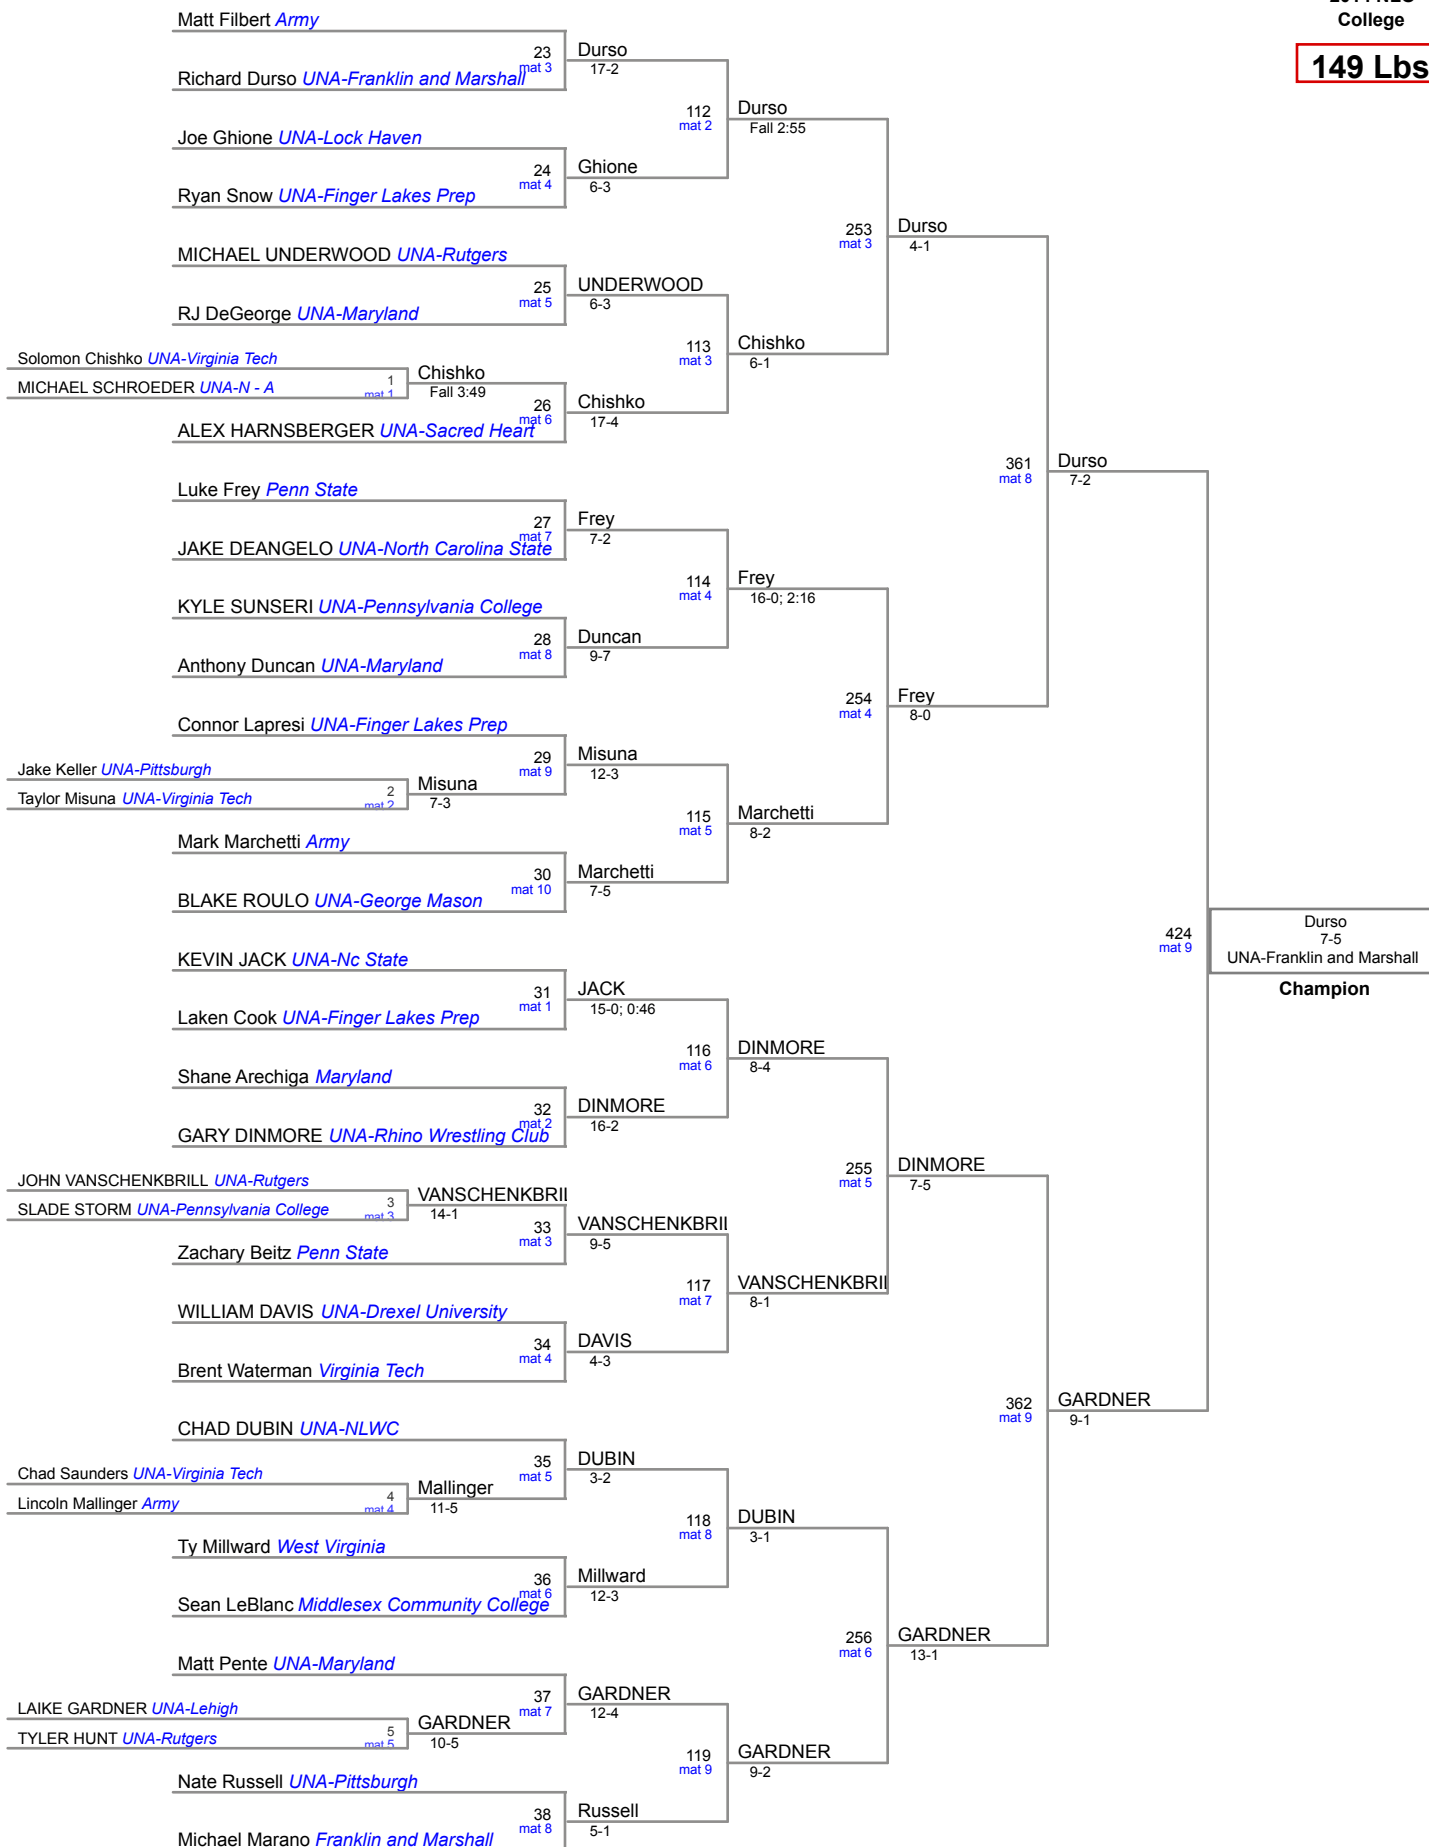 College
149 Lbs
Matt Filbert Army
23 Durso
mat 3 17-2
Richard Durso UNA-Franklin and Marshall
112 Durso
mat 2 Fall 2:55
Joe Ghione UNA-Lock Haven
24 Ghione
mat 4 6-3
Ryan Snow UNA-Finger Lakes Prep
253 Durso
mat 3 4-1
MICHAEL UNDERWOOD UNA-Rutgers
25 UNDERWOOD
mat 5 6-3
RJ DeGeorge UNA-Maryland
113 Chishko
mat 3 6-1
Solomon Chishko UNA-Virginia Tech
1 Chishko
mat 1 Fall 3:49
MICHAEL SCHROEDER UNA-N - A
26 Chishko
mat 6 17-4
ALEX HARNSBERGER UNA-Sacred Heart
361 Durso
mat 8 7-2
Luke Frey Penn State
27 Frey
mat 7 7-2
JAKE DEANGELO UNA-North Carolina State
114 Frey
mat 4 16-0; 2:16
KYLE SUNSERI UNA-Pennsylvania College
28 Duncan
mat 8 9-7
Anthony Duncan UNA-Maryland
254 Frey
mat 4 8-0
Connor Lapresi UNA-Finger Lakes Prep
29 Misuna
mat 9 12-3
Jake Keller UNA-Pittsburgh
2 Misuna
mat 2 7-3
Taylor Misuna UNA-Virginia Tech
115 Marchetti
mat 5 8-2
Mark Marchetti Army
30 Marchetti
mat 10 7-5
BLAKE ROULO UNA-George Mason
424 Durso
mat 9 7-5
UNA-Franklin and Marshall
Champion
KEVIN JACK UNA-Nc State
31 JACK
mat 1 15-0; 0:46
Laken Cook UNA-Finger Lakes Prep
116 DINMORE
mat 6 8-4
Shane Arechiga Maryland
32 DINMORE
mat 2 16-2
GARY DINMORE UNA-Rhino Wrestling Club
255 DINMORE
mat 5 7-5
JOHN VANSCHENKBRILL UNA-Rutgers
3 VANSCHENKBRIL
mat 3 14-1
SLADE STORM UNA-Pennsylvania College
33 VANSCHENKBRIL
mat 3 9-5
Zachary Beitz Penn State
117 VANSCHENKBRIL
mat 7 8-1
WILLIAM DAVIS UNA-Drexel University
34 DAVIS
mat 4 4-3
Brent Waterman Virginia Tech
362 GARDNER
mat 9 9-1
CHAD DUBIN UNA-NLWC
35 DUBIN
mat 5 3-2
Chad Saunders UNA-Virginia Tech
4 Mallinger
mat 4 11-5
Lincoln Mallinger Army
118 DUBIN
mat 8 3-1
Ty Millward West Virginia
36 Millward
mat 6 12-3
Sean LeBlanc Middlesex Community College
256 GARDNER
mat 6 13-1
Matt Pente UNA-Maryland
37 GARDNER
mat 7 12-4
LAIKE GARDNER UNA-Lehigh
5 GARDNER
mat 5 10-5
TYLER HUNT UNA-Rutgers
119 GARDNER
mat 9 9-2
Nate Russell UNA-Pittsburgh
38 Russell
mat 8 5-1
Michael Marano Franklin and Marshall